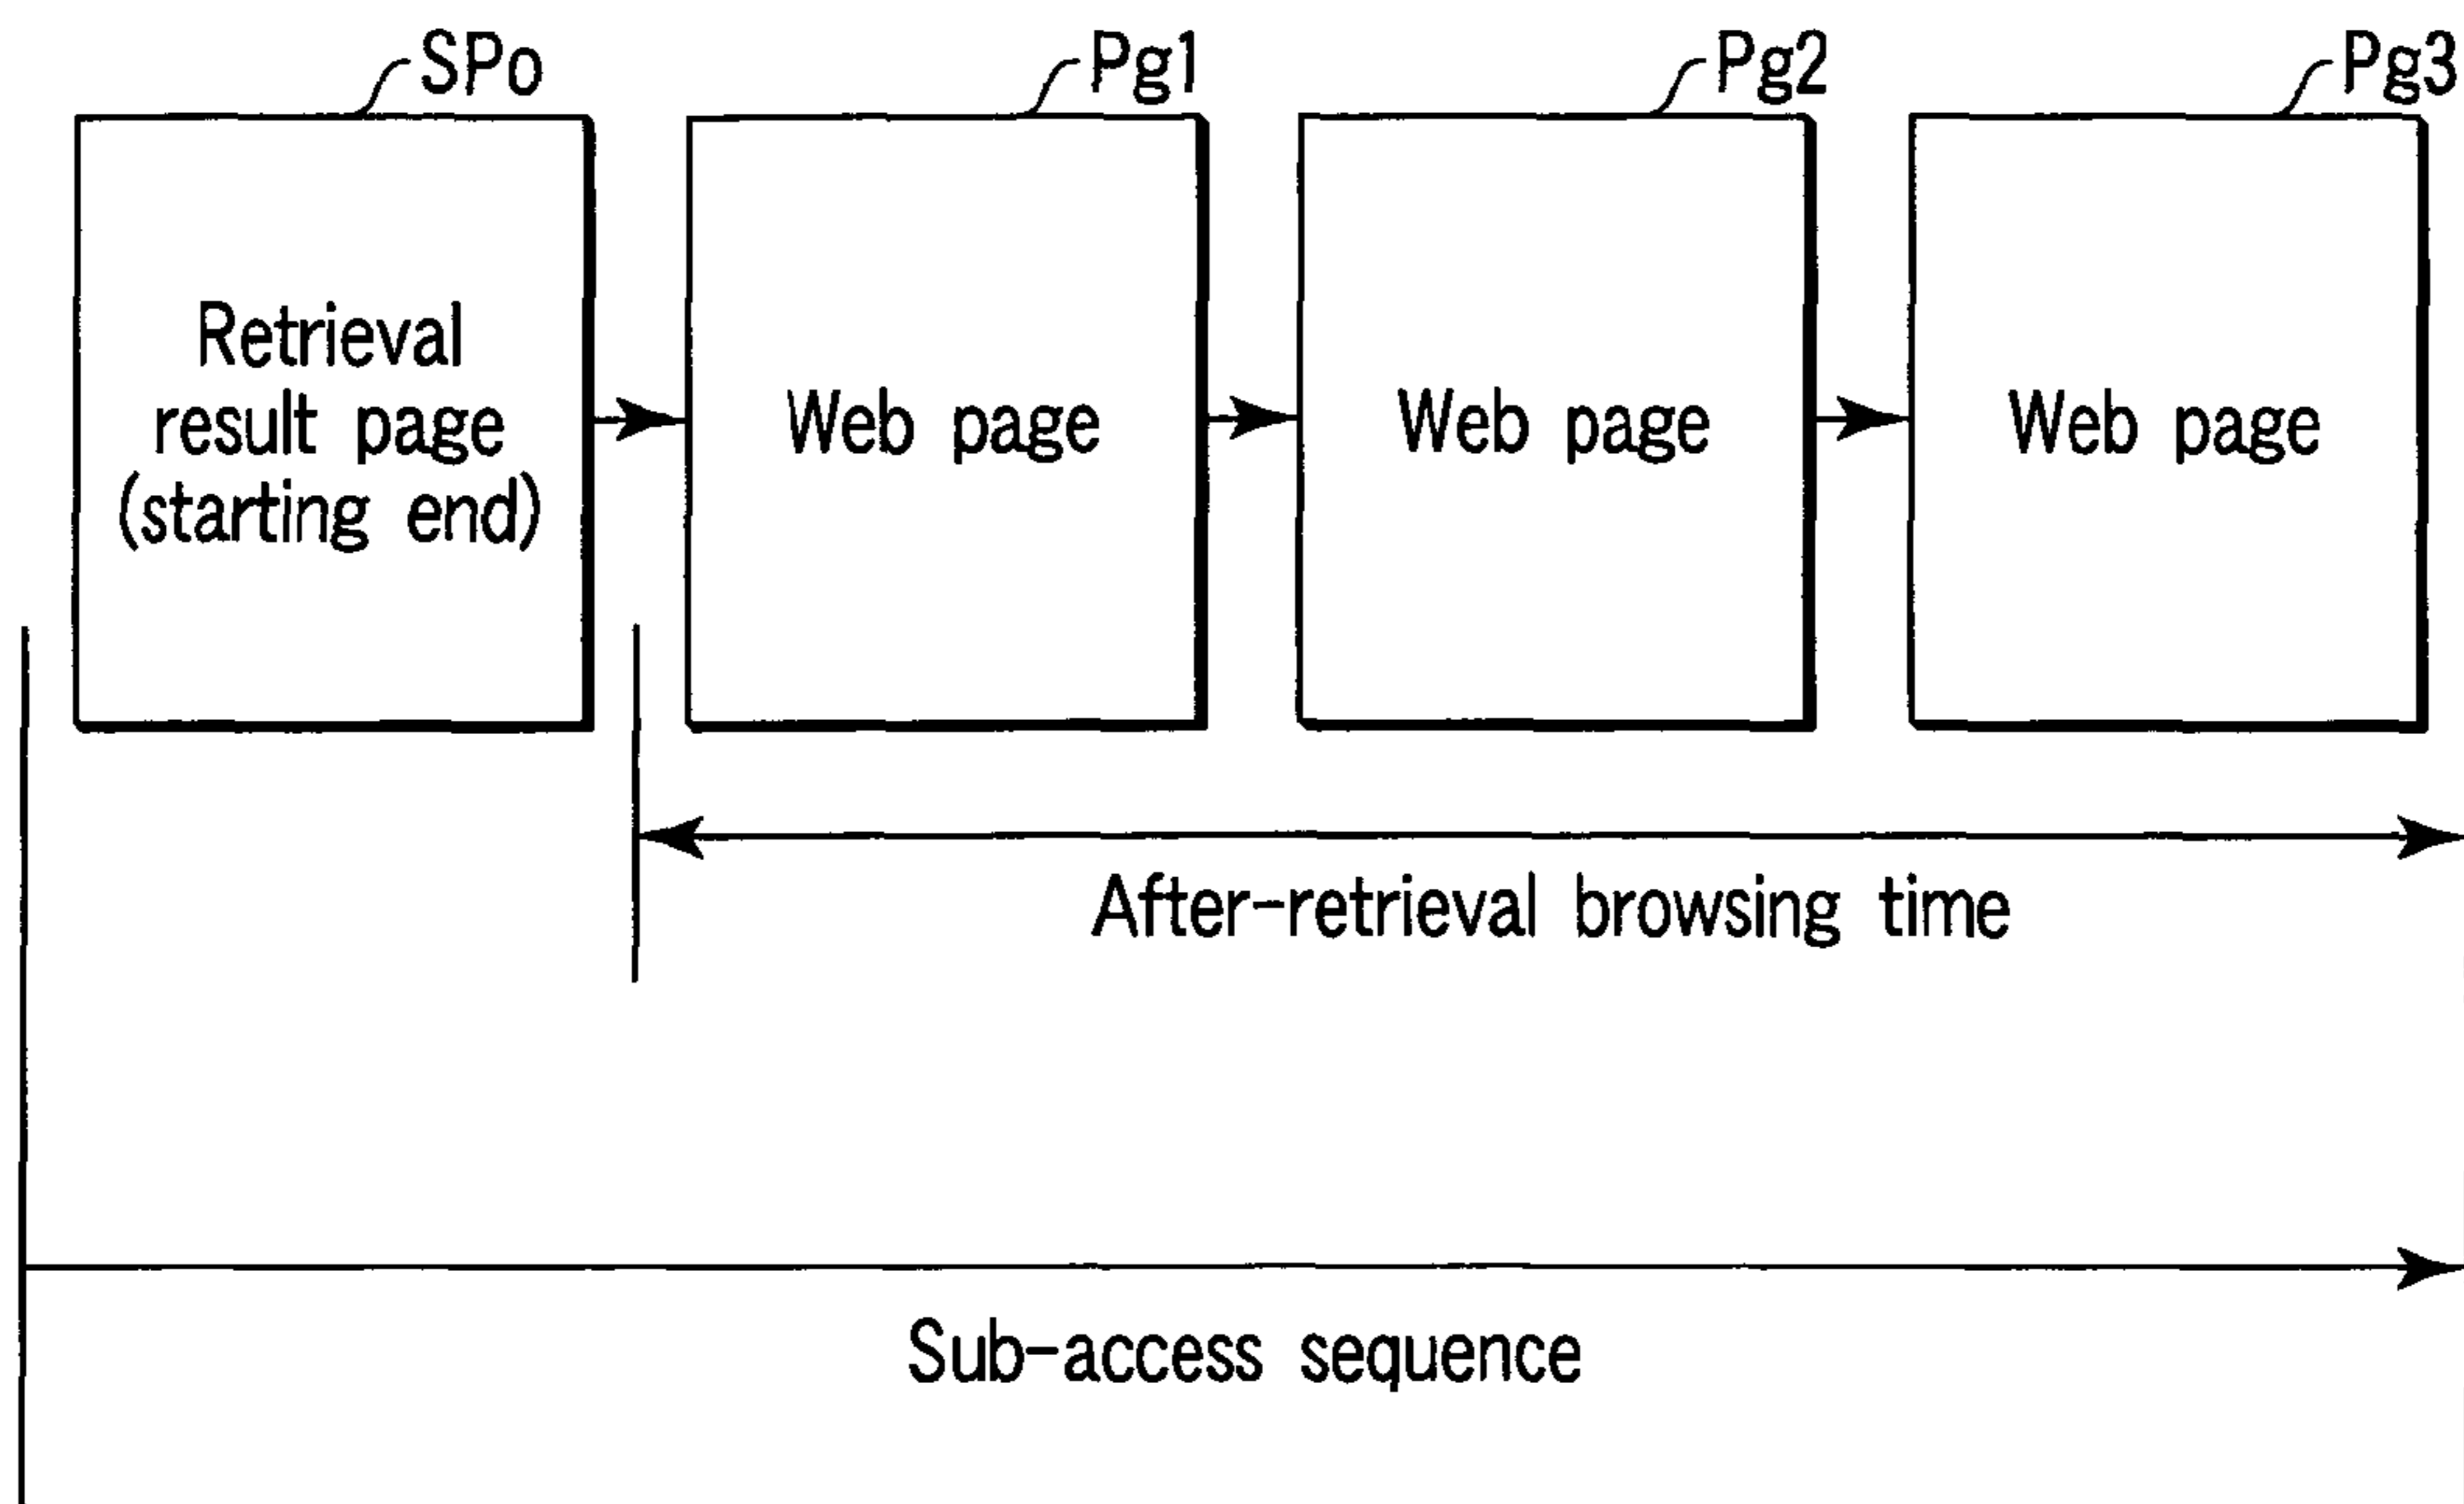 SPo
Pg1
Pg2
Pg3
Retrieval
result page
(starting end)
Web page
Web page
Web page
After-retrieval browsing time
Sub-access sequence